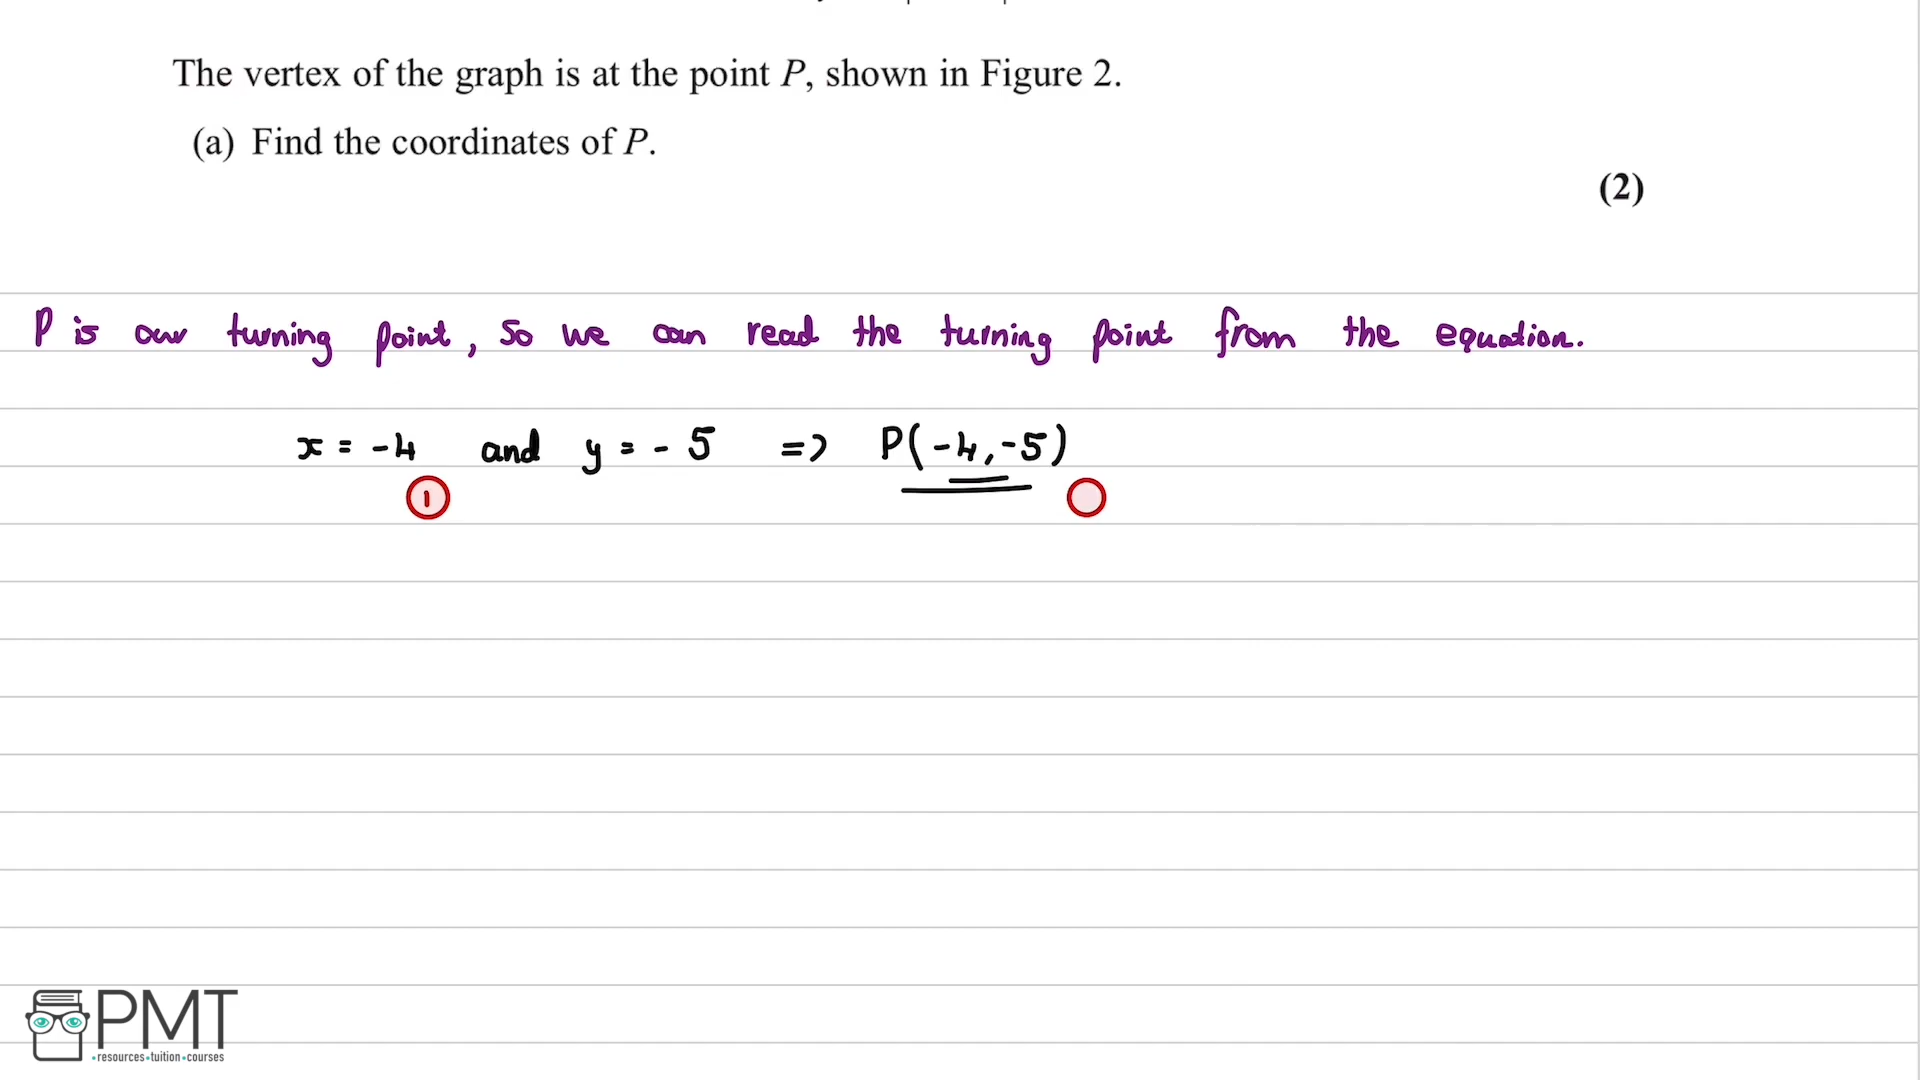 The vertex of the graph is at the point P, shown in Figure 2.
(a) Find the coordinates of P.
(2)
P is our turning point, so we can read the turning point from the equation.
x = -4 and y = -5 => P(-4,-5)
1
PMT
•resources•tuition•courses